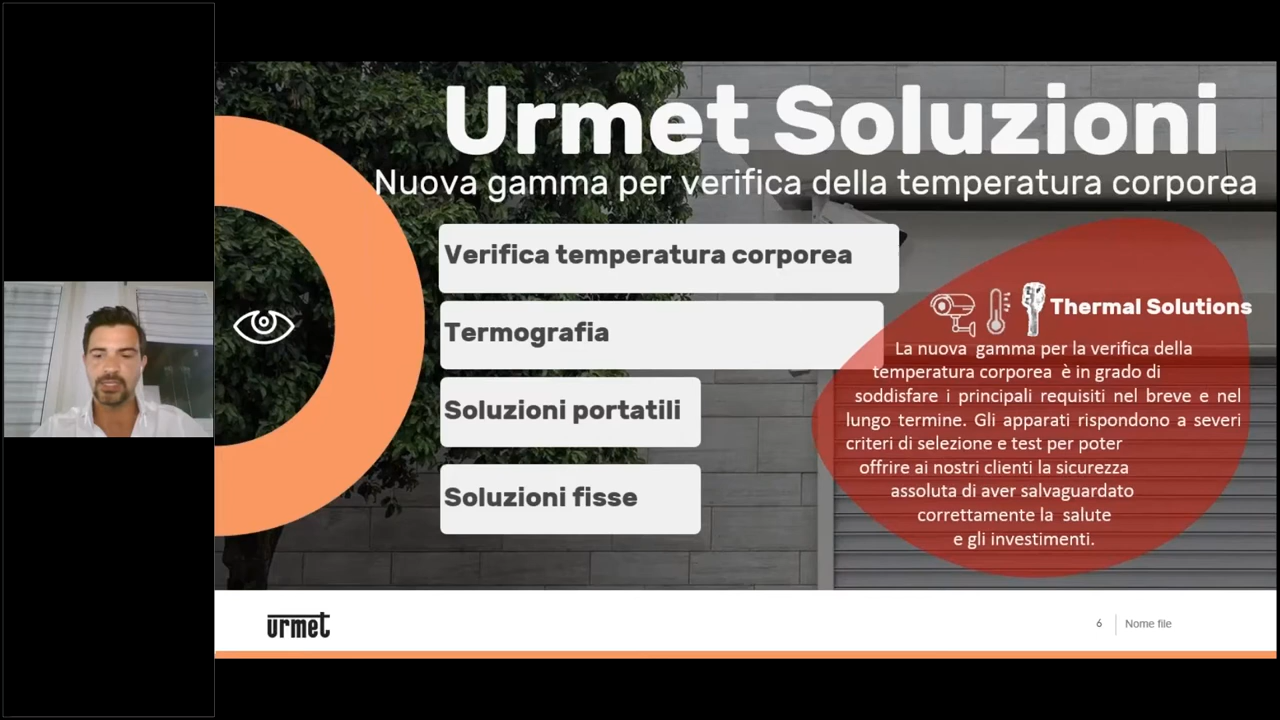 Urmet Soluzioni
Nuova gamma per verifica della temperatura corporea
Verifica temperatura corporea
Termografia
Soluzioni portatili
Soluzioni fisse
Thermal Solutions
La nuova gamma per la verifica della
temperatura corporea è in grado di
soddisfare i principali requisiti nel breve e nel
lungo termine. Gli apparati rispondono a severi
criteri di selezione e test per poter
offrire ai nostri clienti la sicurezza
assoluta di aver salvaguardato
correttamente la salute
e gli investimenti.
urmet
6
Nome file